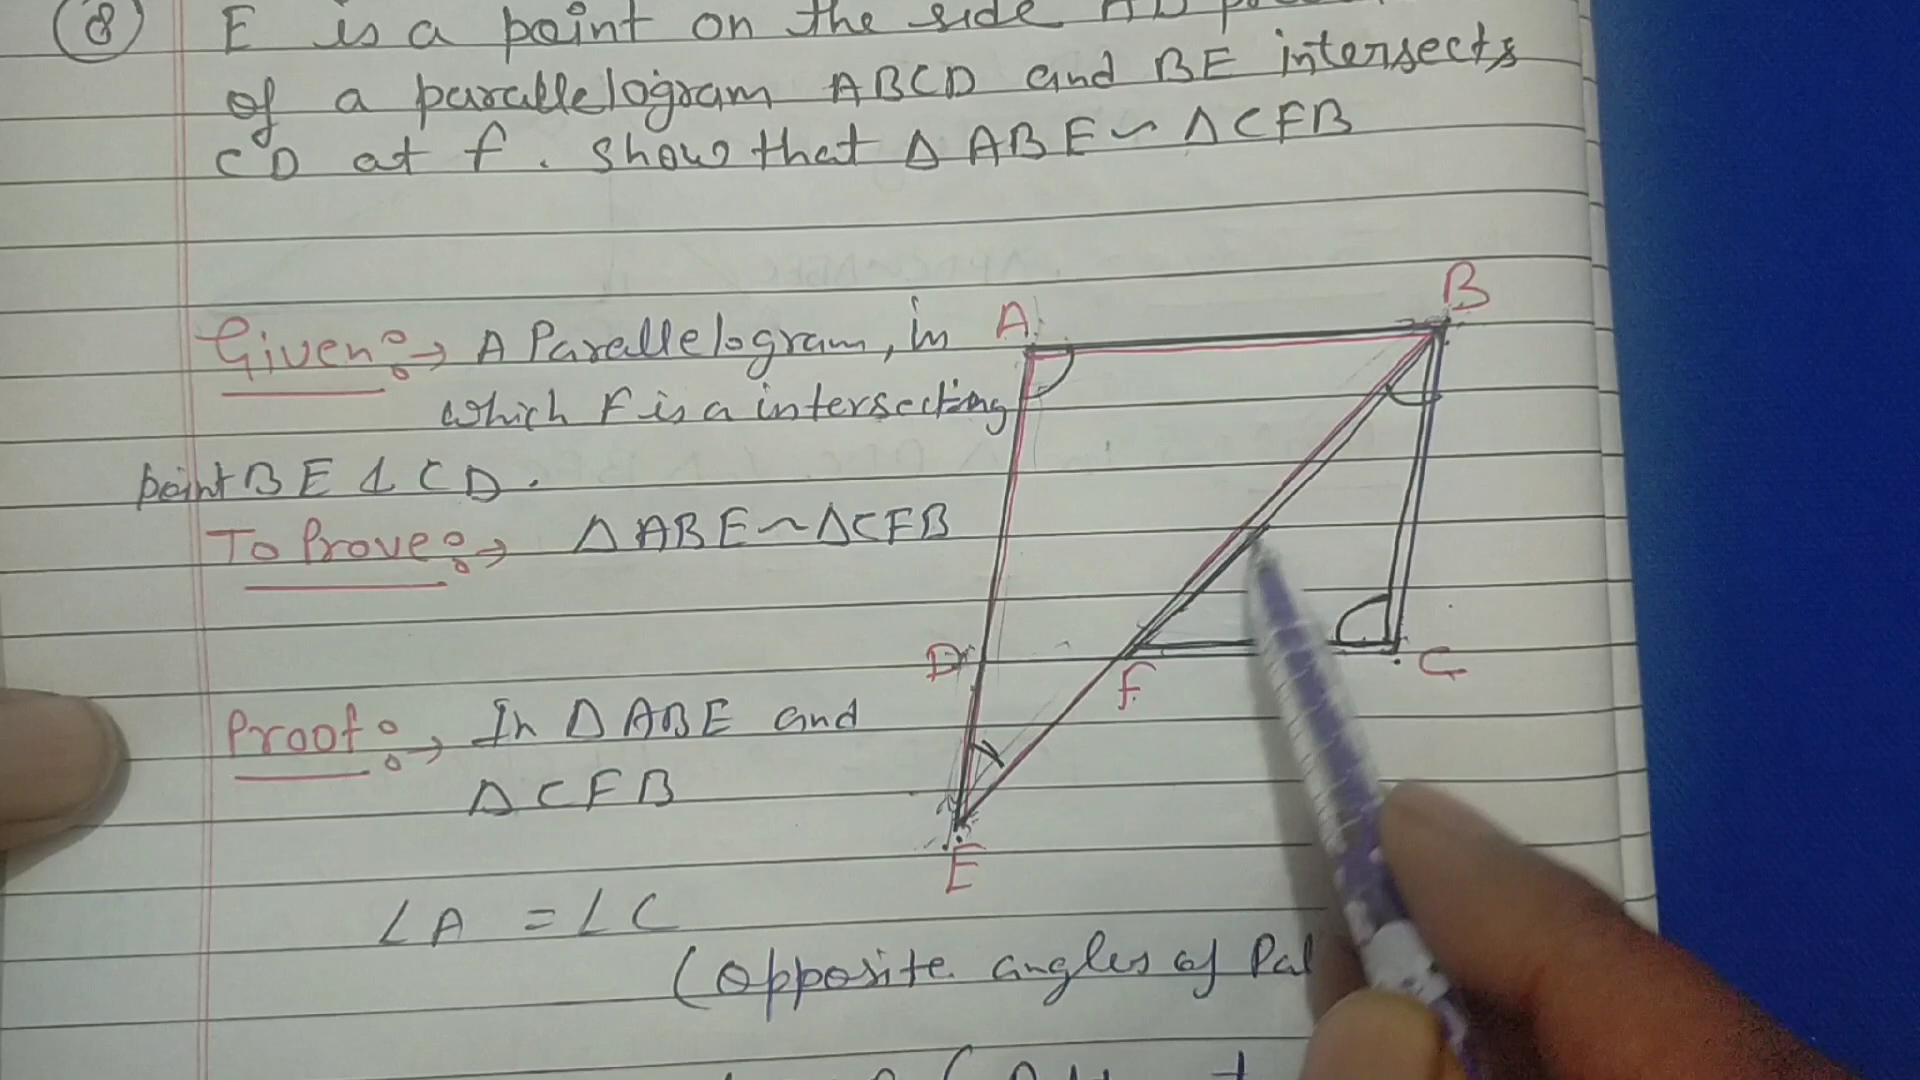 8 E is a point on the side AD
of a parallelogram ABCD and BE intersects
CD at f. show that △ABE ~ △CFB
Given:→ A Parallelogram, in
which F is a intersecting
point BE & CD.
To Prove:→ △ABE ~ △CFB
Proof:→ In △ABE and
△CFB
∠A = ∠C
(opposite angles of Pal
A
B
D
f
C
E